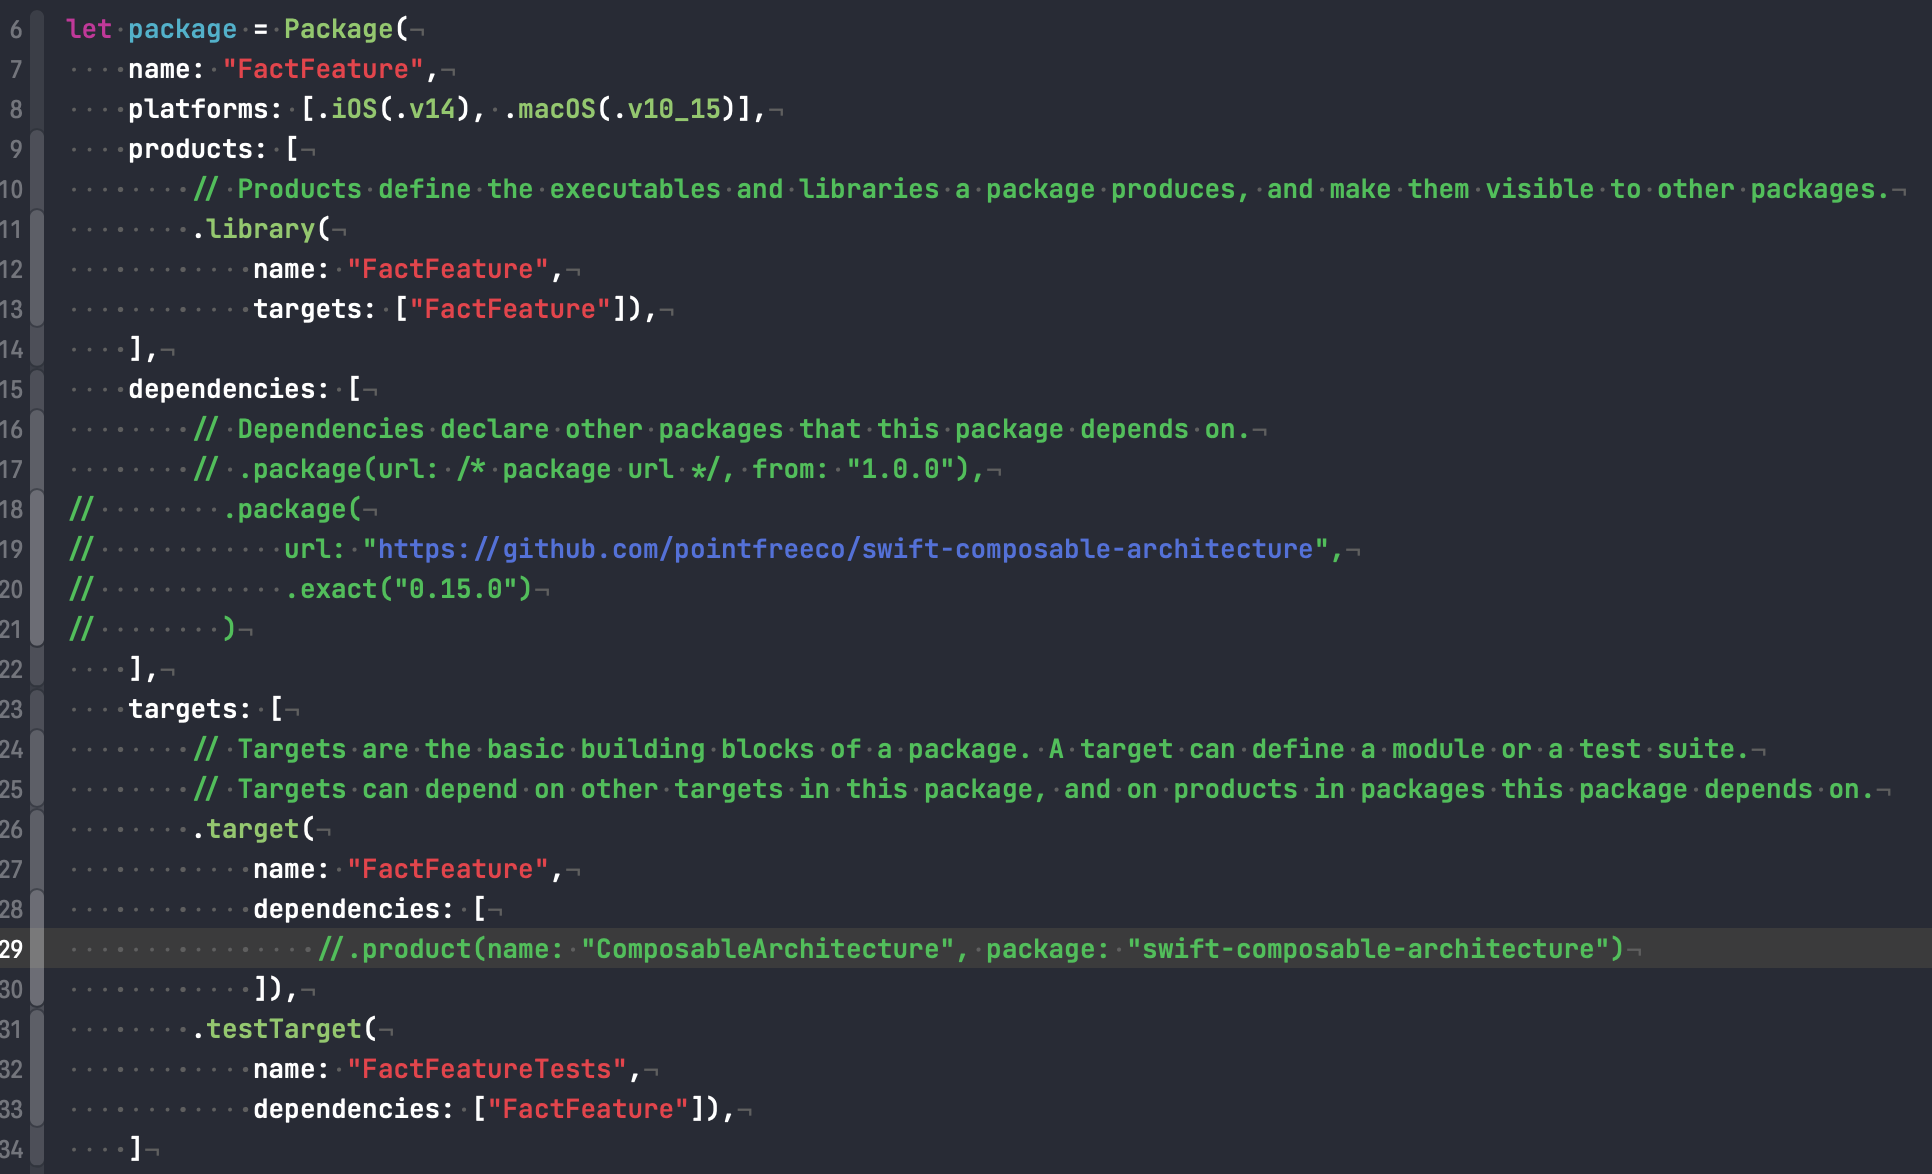 6 let package = Package(¬
7     name: "FactFeature",¬
8     platforms: [.iOS(.v14), .macOS(.v10_15)],¬
9     products: [¬
10         // Products define the executables and libraries a package produces, and make them visible to other packages.¬
11         .library(¬
12             name: "FactFeature",¬
13             targets: ["FactFeature"]),¬
14     ],¬
15     dependencies: [¬
16         // Dependencies declare other packages that this package depends on.¬
17         // .package(url: /* package url */, from: "1.0.0"),¬
18 //        .package(¬
19 //            url: "https://github.com/pointfreeco/swift-composable-architecture",¬
20 //            .exact("0.15.0")¬
21 //        )¬
22     ],¬
23     targets: [¬
24         // Targets are the basic building blocks of a package. A target can define a module or a test suite.¬
25         // Targets can depend on other targets in this package, and on products in packages this package depends on.¬
26         .target(¬
27             name: "FactFeature",¬
28             dependencies: [¬
29                 //.product(name: "ComposableArchitecture", package: "swift-composable-architecture")¬
30             ]),¬
31         .testTarget(¬
32             name: "FactFeatureTests",¬
33             dependencies: ["FactFeature"]),¬
34     ]¬